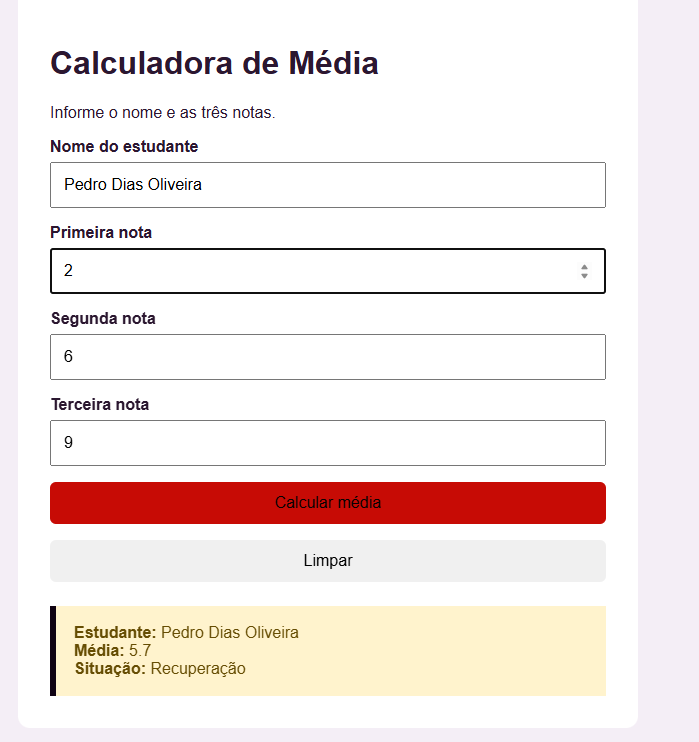 Calculadora de Média
Informe o nome e as três notas.
Nome do estudante
Pedro Dias Oliveira
Primeira nota
2
Segunda nota
6
Terceira nota
9
Calcular média
Limpar
Estudante: Pedro Dias Oliveira
Média: 5.7
Situação: Recuperação